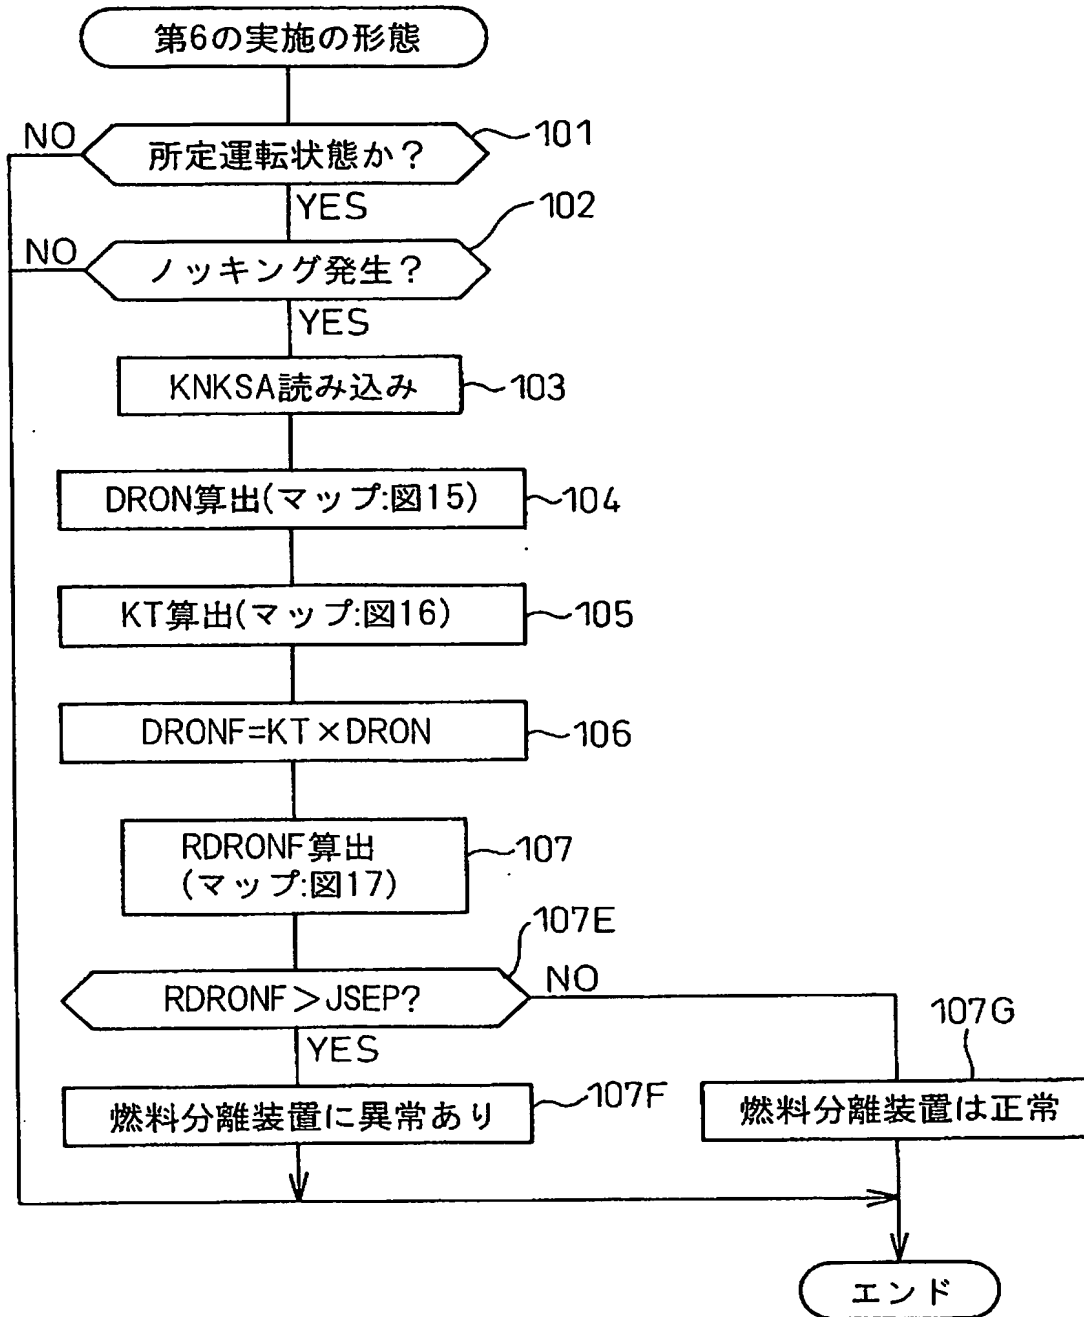 第6の実施の形態
NO
所定運転状態か？
101
YES
NO
ノッキング発生？
102
YES
KNKSA読み込み
103
DRON算出(マップ:図15)
104
KT算出(マップ:図16)
105
DRONF=KT×DRON
106
RDRONF算出
(マップ:図17)
107
107E
RDRONF＞JSEP?
NO
YES
107G
燃料分離装置に異常あり
107F
燃料分離装置は正常
エンド